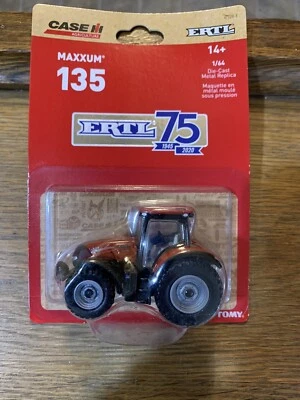 CASE IH
AGRICULTURE
ERTL
MAXXUM®
135
14+
1/64
Die-Cast
Metal Replica
Maquette en
métal moulé
sous pression
ERTL 75
1945 2020
TOMY.